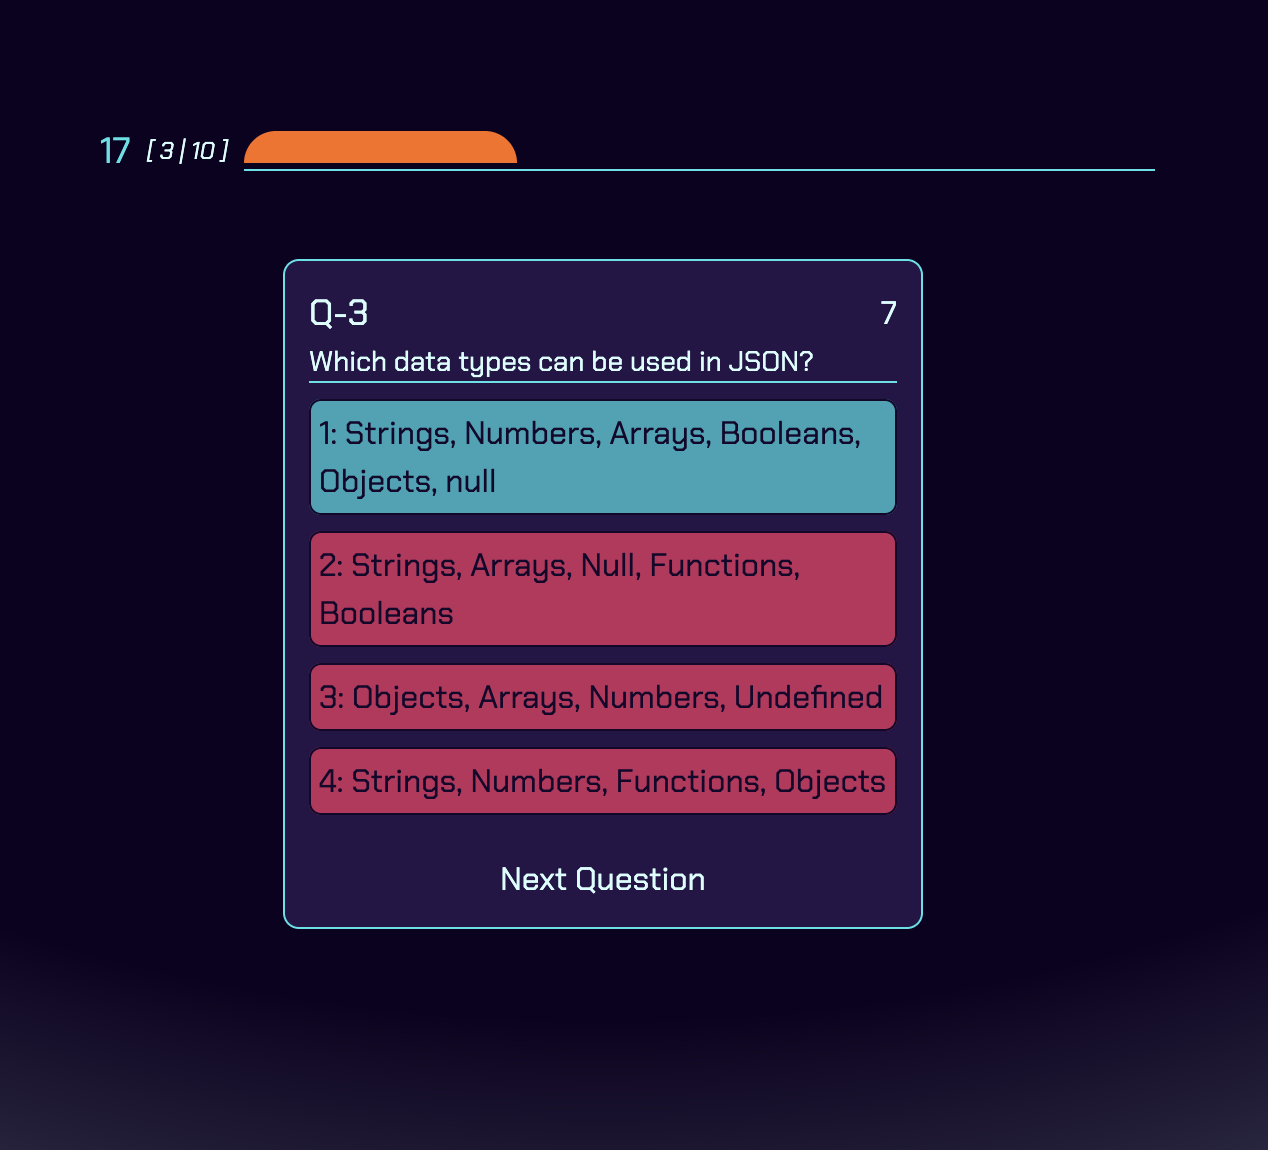 17 [ 3 | 10 ]
Q-3 7
Which data types can be used in JSON?
1: Strings, Numbers, Arrays, Booleans,
Objects, null
2: Strings, Arrays, Null, Functions,
Booleans
3: Objects, Arrays, Numbers, Undefined
4: Strings, Numbers, Functions, Objects
Next Question